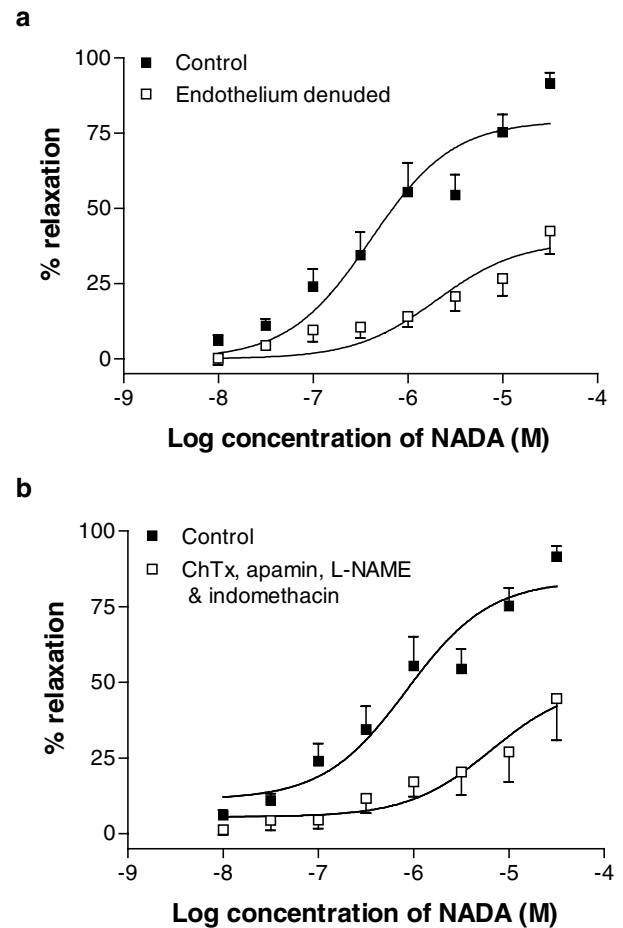 a
100
75
50
25
0
% relaxation
Control
Endothelium denuded
-9 -8 -7 -6 -5 -4
Log concentration of NADA (M)
b
100
75
50
25
0
% relaxation
Control
ChTx, apamin, L-NAME
& indomethacin
-9 -8 -7 -6 -5 -4
Log concentration of NADA (M)